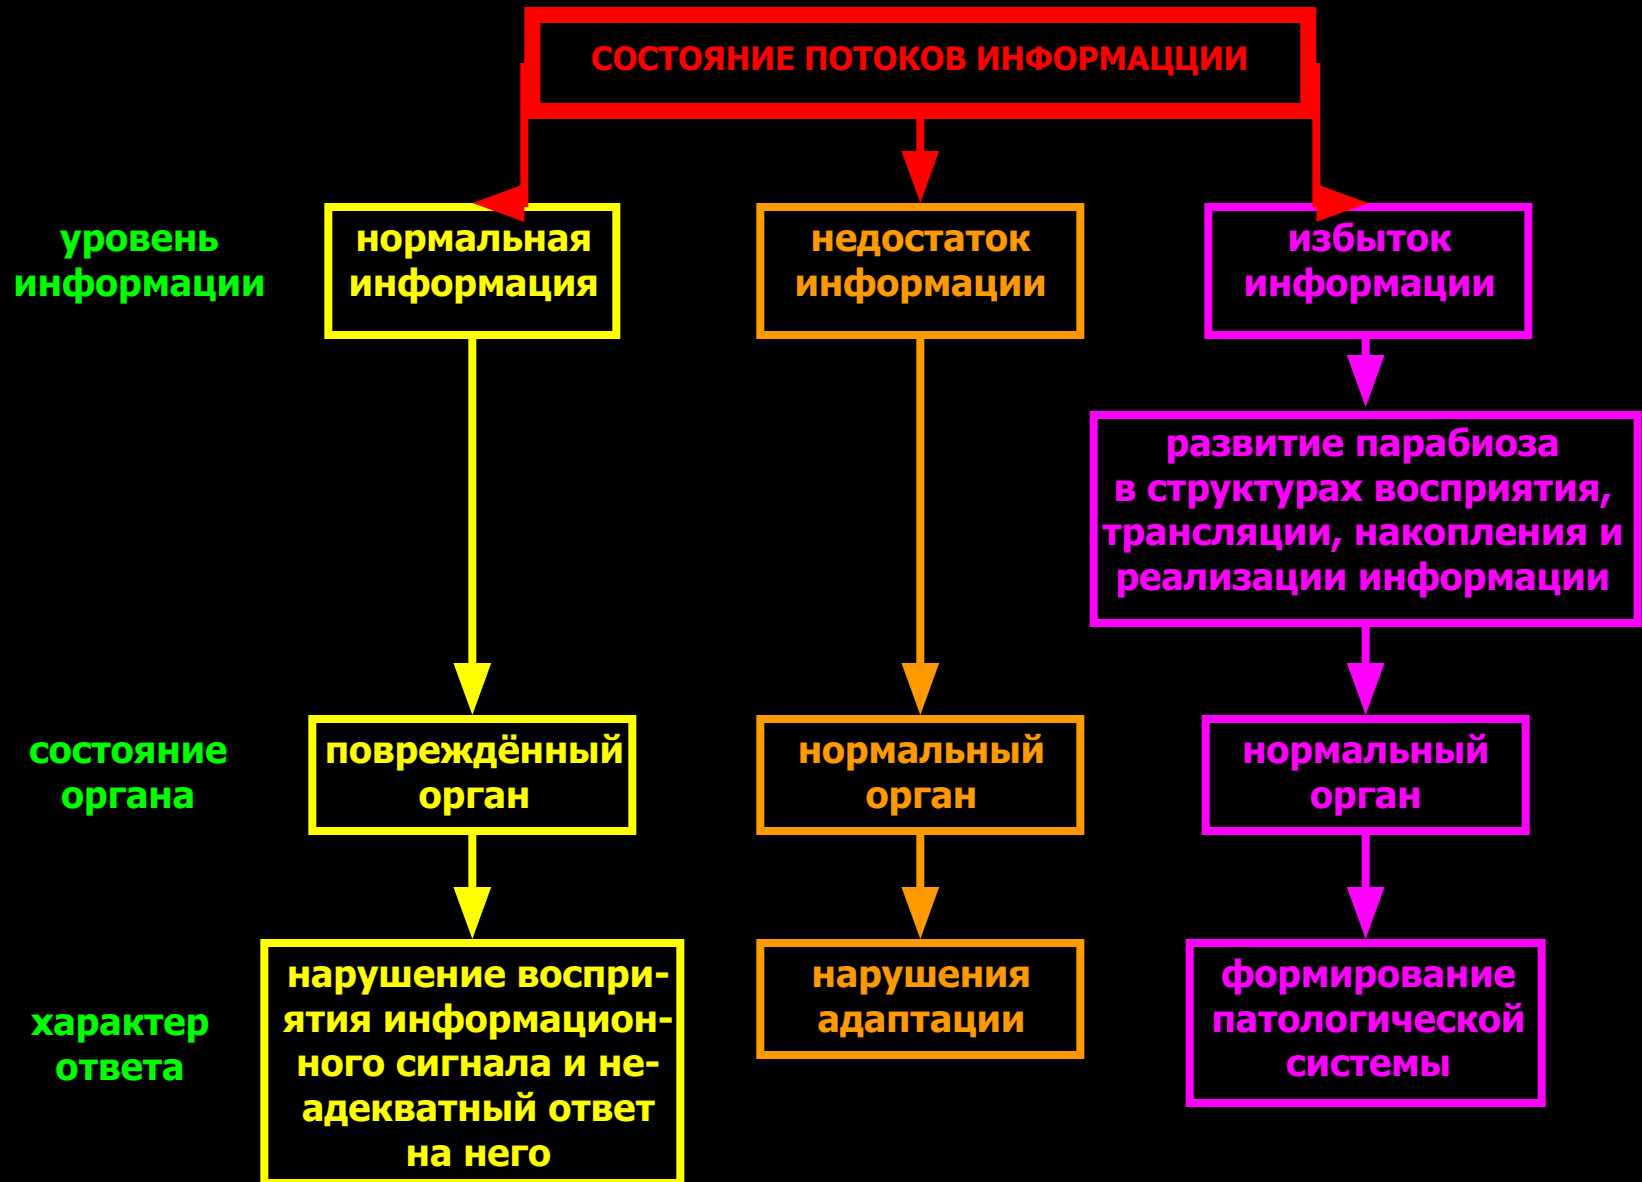 СОСТОЯНИЕ ПОТОКОВ ИНФОРМАЦЦИИ
уровень
информации
нормальная
информация
недостаток
информации
избыток
информации
развитие парабиоза
в структурах восприятия,
трансляции, накопления и
реализации информации
состояние
органа
повреждённый
орган
нормальный
орган
нормальный
орган
характер
ответа
нарушение воспри-
ятия информацион-
ного сигнала и не-
адекватный ответ
на него
нарушения
адаптации
формирование
патологической
системы